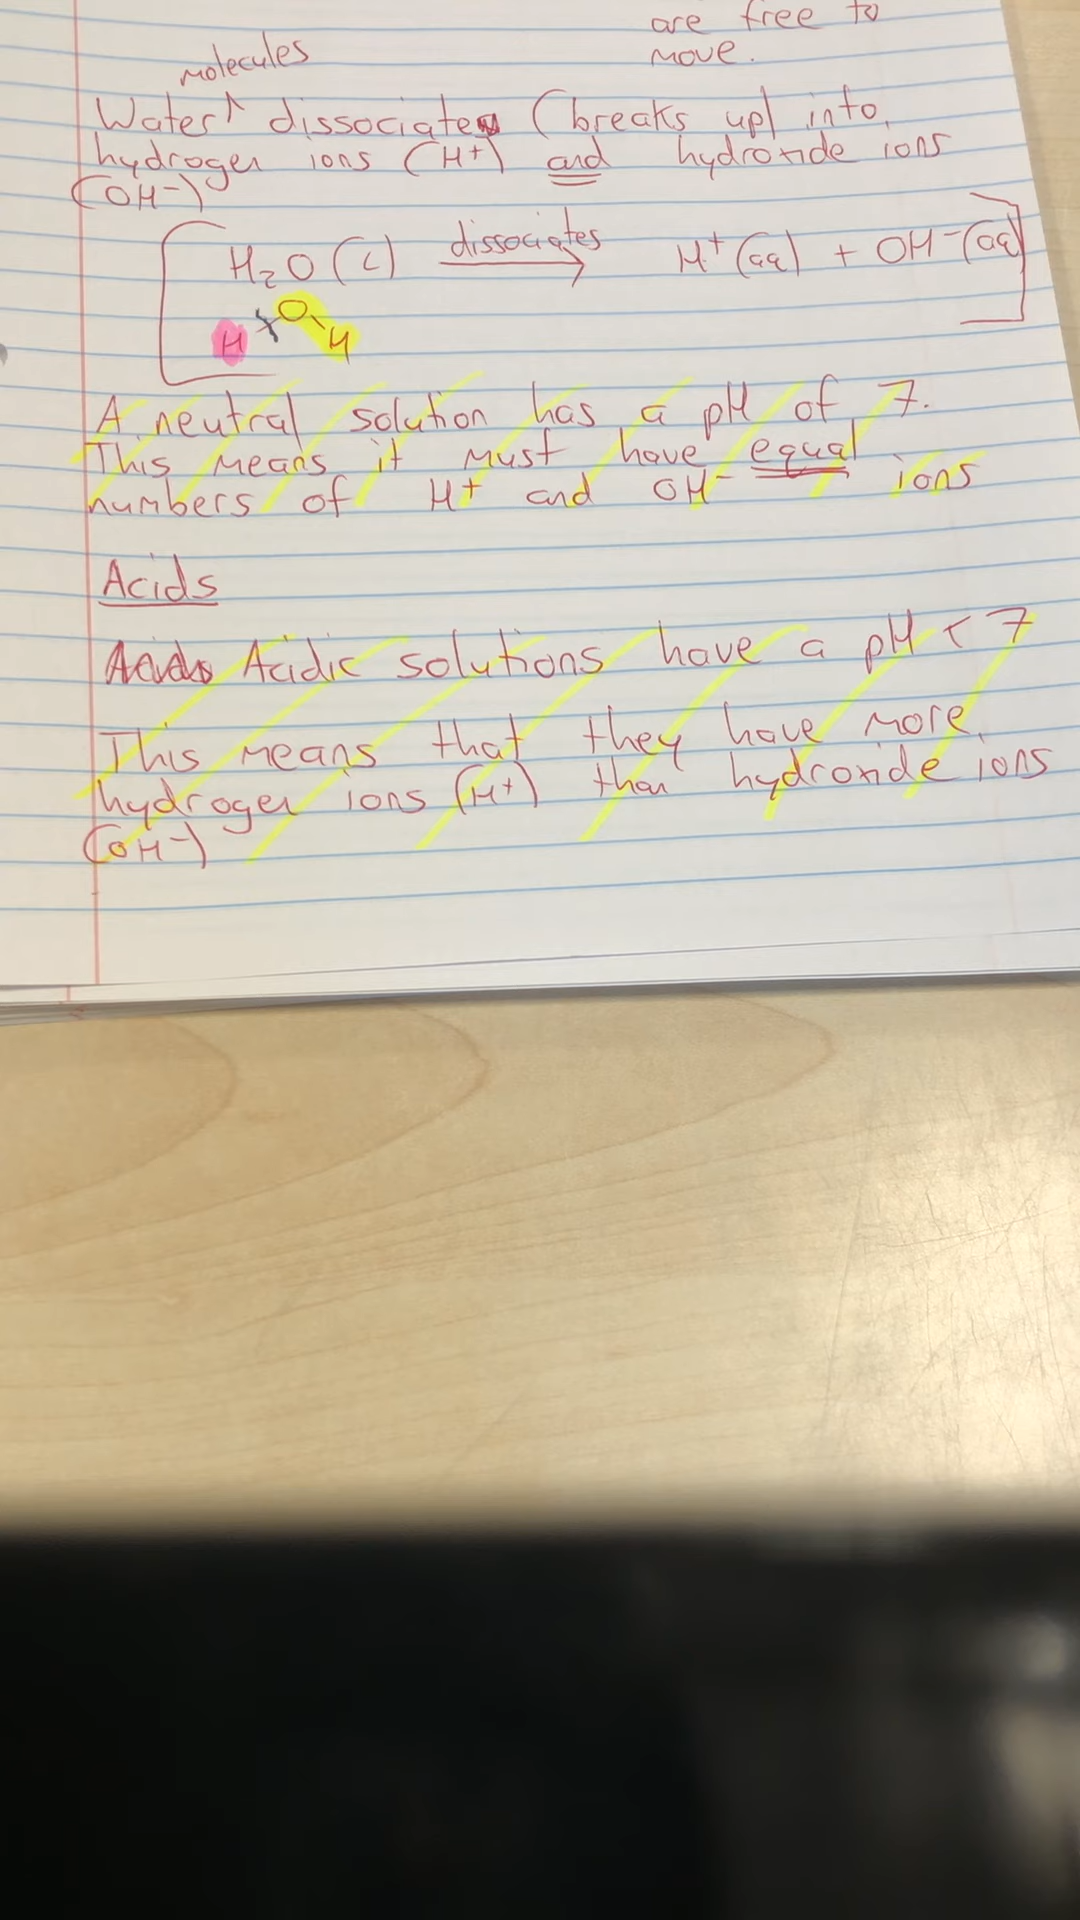 are free to
move.
molecules
Water^ dissociates (breaks up) into
hydrogen ions (H+) and hydroxide ions
(OH-)
H₂O (L) dissociates → H⁺(aq) + OH⁻(aq)
H x O - H
A neutral solution has a pH of 7.
This means it must have equal
numbers of H+ and OH- ions
Acids
Acids Acidic solutions have a pH < 7
This means that they have more
hydrogen ions (H+) than hydroxide ions
(OH-)